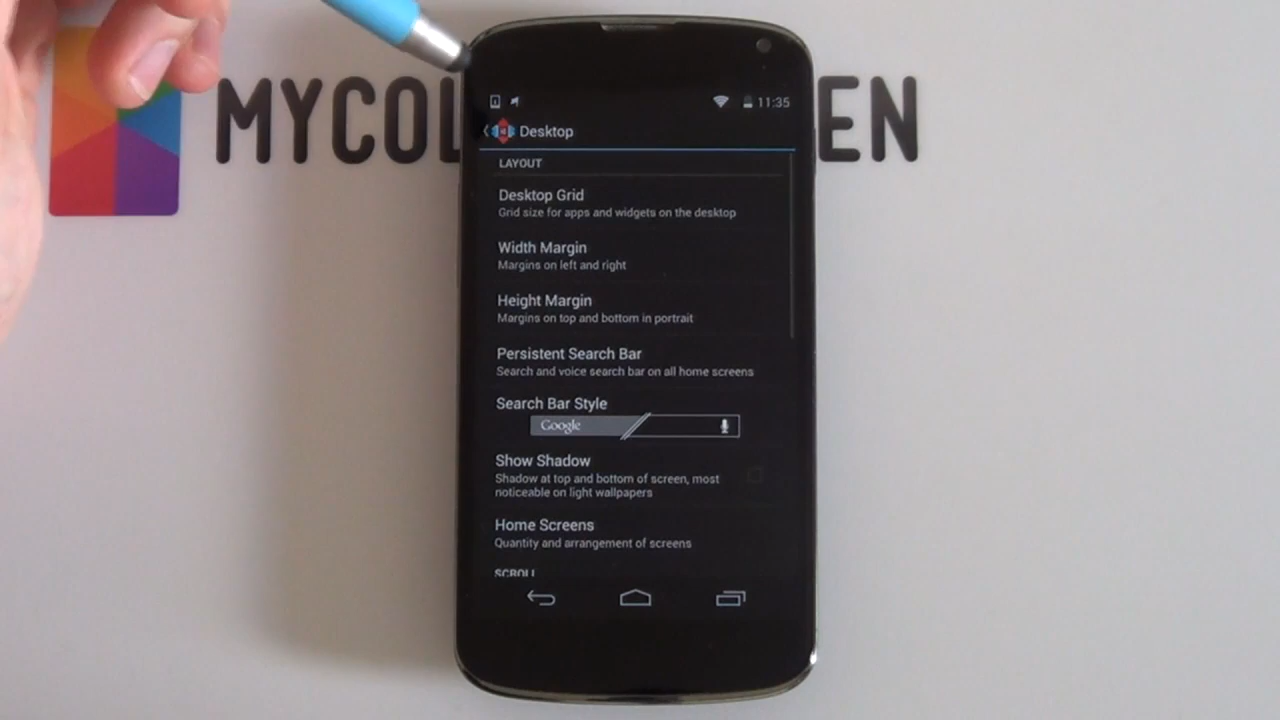 MYCOL EN
11:35
Desktop
LAYOUT
Desktop Grid
Grid size for apps and widgets on the desktop
Width Margin
Margins on left and right
Height Margin
Margins on top and bottom in portrait
Persistent Search Bar
Search and voice search bar on all home screens
Search Bar Style
Google
Show Shadow
Shadow at top and bottom of screen, most
noticeable on light wallpapers
Home Screens
Quantity and arrangement of screens
SCROLL